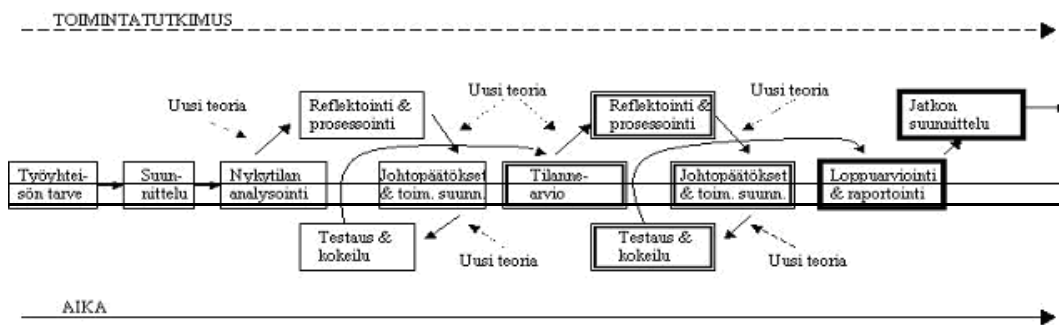 TOIMINTATUTKIMUS
Uusi teoria
Reflektointi &
prosessointi
Uusi teoria
Reflektointi &
prosessointi
Uusi teoria
Jatkon
suunnittelu
Työyhtei-
sön tarve
Suun-
nittelu
Nykytilan
analysointi
Johtopäätökset
& toim. suunn.
Tilanne-
arvio
Johtopäätökset
& toim. suunn.
Loppuarviointi
& raportointi
Testaus &
kokeilu
Uusi teoria
Testaus &
kokeilu
Uusi teoria
AIKA